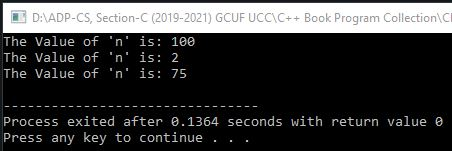 D:\ADP-CS, Section-C (2019-2021) GCUF UCC\C++ Book Program Collection\C
The Value of 'n' is: 100
The Value of 'n' is: 2
The Value of 'n' is: 75
--------------------------------
Process exited after 0.1364 seconds with return value 0
Press any key to continue . . .